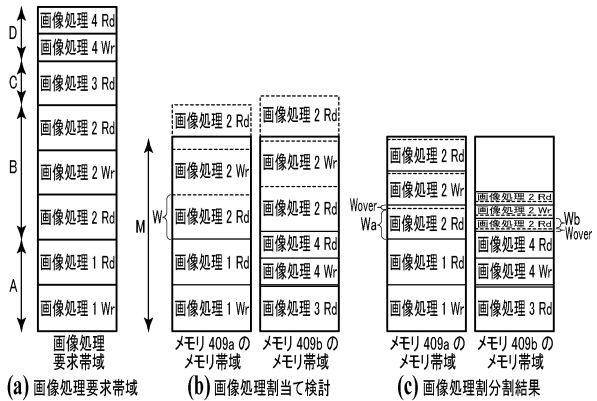 D
C
B
A
画像処理 4 Rd
画像処理 4 Wr
画像処理 3 Rd
画像処理 2 Rd
画像処理 2 Wr
画像処理 2 Rd
画像処理 1 Rd
画像処理 1 Wr
画像処理
要求帯域
(a) 画像処理要求帯域
M
W
画像処理 2 Rd
画像処理 2 Wr
画像処理 2 Rd
画像処理 1 Rd
画像処理 1 Wr
メモリ 409a の
メモリ帯域
画像処理 2 Rd
画像処理 2 Wr
画像処理 2 Rd
画像処理 4 Rd
画像処理 4 Wr
画像処理 3 Rd
メモリ 409b の
メモリ帯域
(b) 画像処理割当て検討
Wover
Wa
画像処理 2 Rd
画像処理 2 Wr
画像処理 2 Rd
画像処理 1 Rd
画像処理 1 Wr
メモリ 409a の
メモリ帯域
画像処理 2 Rd
画像処理 2 Wr
画像処理 2 Rd
画像処理 4 Rd
画像処理 4 Wr
画像処理 3 Rd
Wb
Wover
メモリ 409b の
メモリ帯域
(c) 画像処理割分割結果